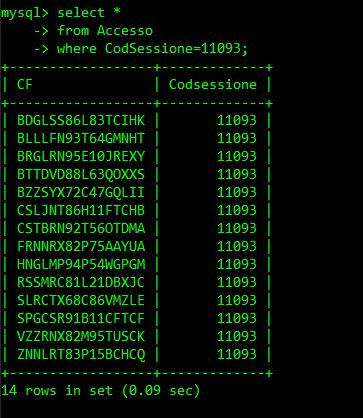 mysql> select *
    -> from Accesso
    -> where CodSessione=11093;
+------------------+-------------+
| CF               | Codsessione |
+------------------+-------------+
| BDGLSS86L83TCIHK |       11093 |
| BLLLFN93T64GMNHT |       11093 |
| BRGLRN95E10JREXY |       11093 |
| BTTDVD88L63QOXXS |       11093 |
| BZZSYX72C47GQLII |       11093 |
| CSLJNT86H11FTCHB |       11093 |
| CSTBRN92T56OTDMA |       11093 |
| FRNNRX82P75AAYUA |       11093 |
| HNGLMP94P54WGPGM |       11093 |
| RSSMRC81L21DBXJC |       11093 |
| SLRCTX68C86VMZLE |       11093 |
| SPGCSR91B11CFTCF |       11093 |
| VZZRNX82M95TUSCK |       11093 |
| ZNNLRT83P15BCHCQ |       11093 |
+------------------+-------------+
14 rows in set (0.09 sec)